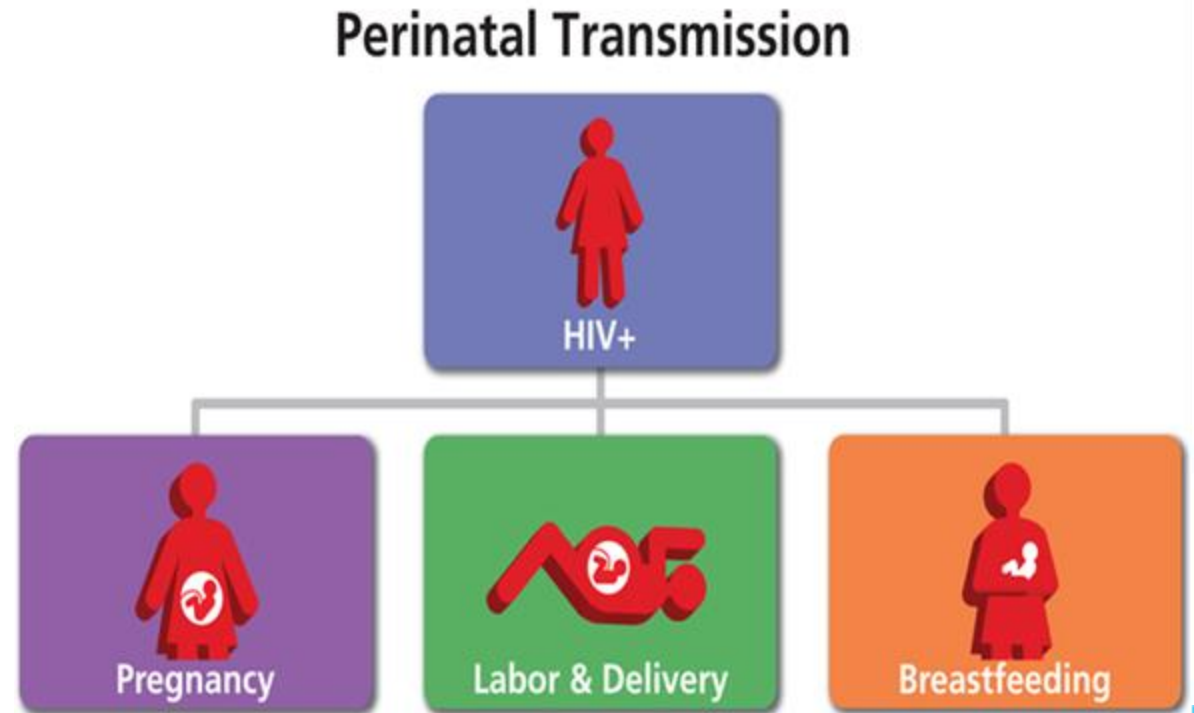 Perinatal Transmission
HIV+
Pregnancy
Labor & Delivery
Breastfeeding